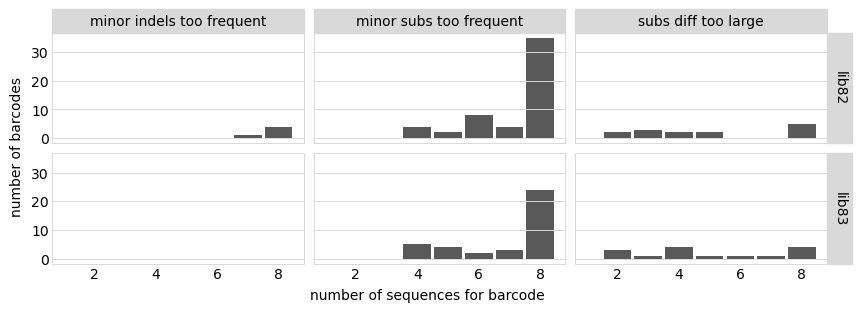 minor indels too frequent minor subs too frequent subs diff too large
number of barcodes
30
20
10
0
lib82
30
20
10
0
lib83
2 4 6 8 2 4 6 8 2 4 6 8
number of sequences for barcode